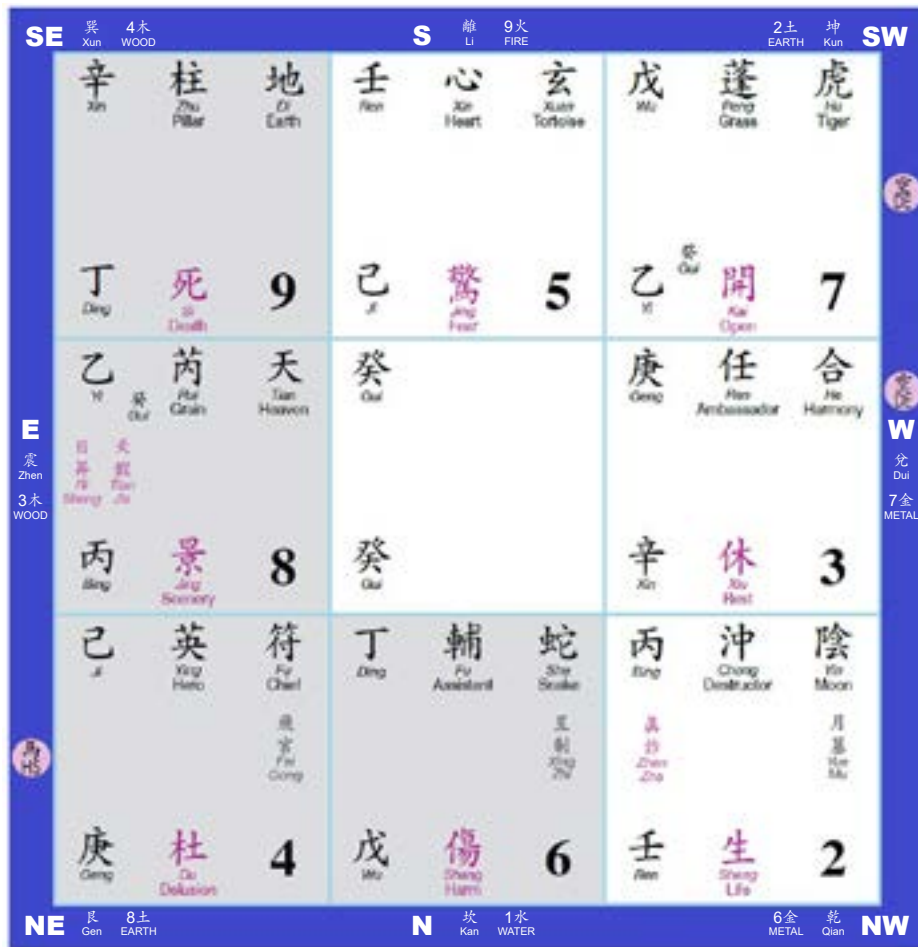 SE 巽 4木 S 離 9火 2土 坤 SW
Xun WOOD Li FIRE EARTH Kun
辛 柱 地 壬 心 玄 戊 蓬 虎
Xin Zhu Di Ren Xin Xuan Wu Peng Hu
Pillar Earth Heart Tortoise Grass Tiger
癸
Gui
丁 死 9 己 驚 5 乙 開 7
Ding Si Ji Jing Yi Kai
Death Fear Open
乙 芮 天 癸 庚 任 合
Yi Rui Tian Gui Geng Ren He
癸 Grain Heaven Ambassador Harmony
Gui
E W
震 兌
Zhen Dui
3木 7金
WOOD METAL
丙 景 8 癸 辛 休 3
Bing Jing Gui Xin Xiu
Scenery Rest
己 英 符 丁 輔 蛇 丙 沖 陰
Ji Ying Fu Ding Fu She Bing Chong Yin
Hero Chief Assistant Snake Destructor Moon
飛 眞 月
宮 制 詐 墓
Fei Xing Zhen Yue
Gong Zhi Zha Mu
馬
HS
庚 杜 4 戊 傷 6 壬 生 2
Geng Du Wu Shang Ren Sheng
Delusion Harm Life
NE 艮 8土 N 坎 1水 6金 乾 NW
Gen EARTH Kan WATER METAL Qian